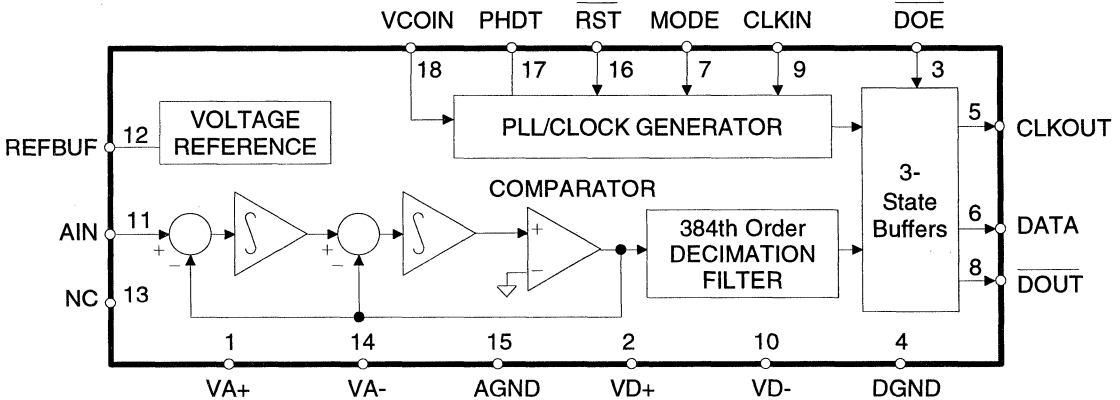 VCOIN PHDT RST MODE CLKIN DOE
18 17 16 7 9 3
PLL/CLOCK GENERATOR
5 CLKOUT
REFBUF 12
VOLTAGE
REFERENCE
3-
State
Buffers
COMPARATOR
AIN 11
+
−
∫
+
−
∫
+
−
384th Order
DECIMATION
FILTER
6 DATA
8 DOUT
NC 13
1 14 15 2 10 4
VA+ VA- AGND VD+ VD- DGND